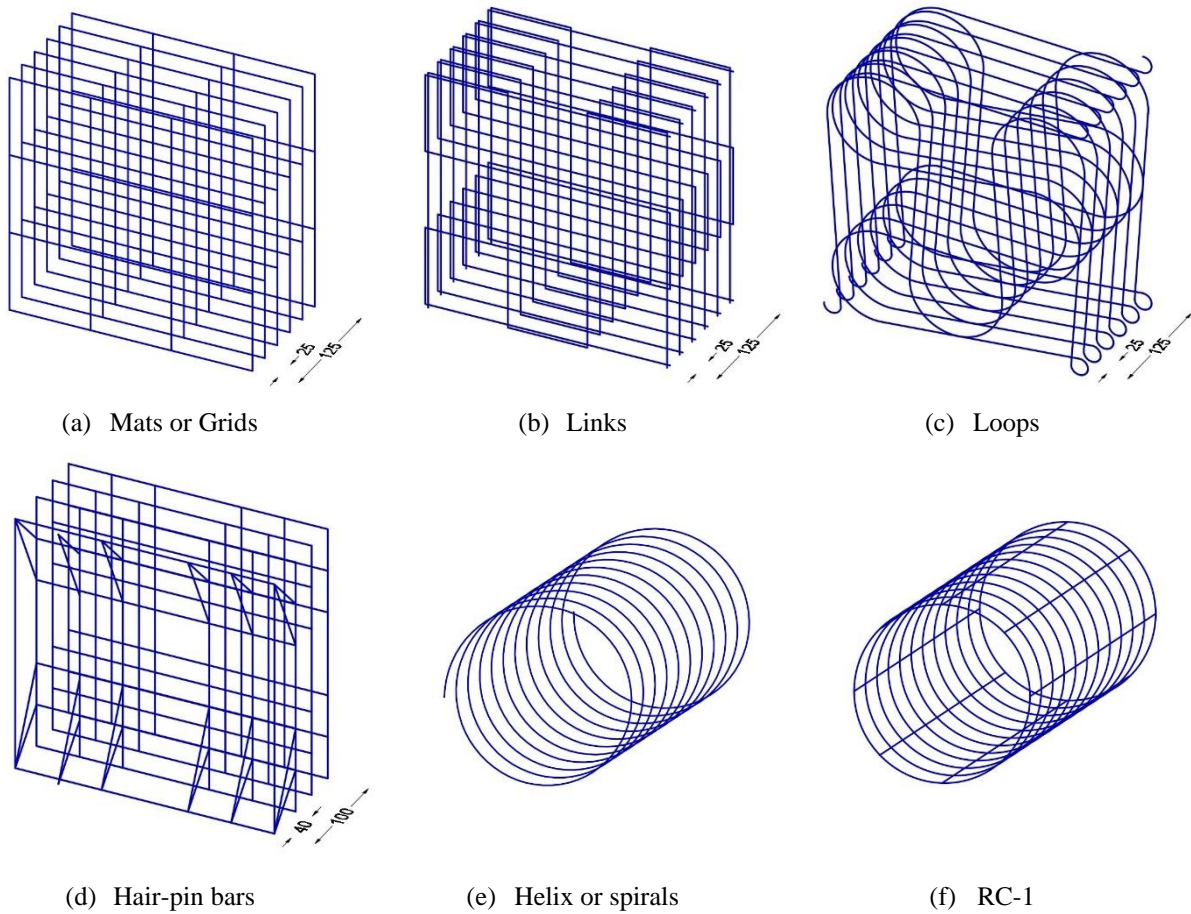 25
125
25
125
25
125
(a) Mats or Grids
(b) Links
(c) Loops
40
100
(d) Hair-pin bars
(e) Helix or spirals
(f) RC-1